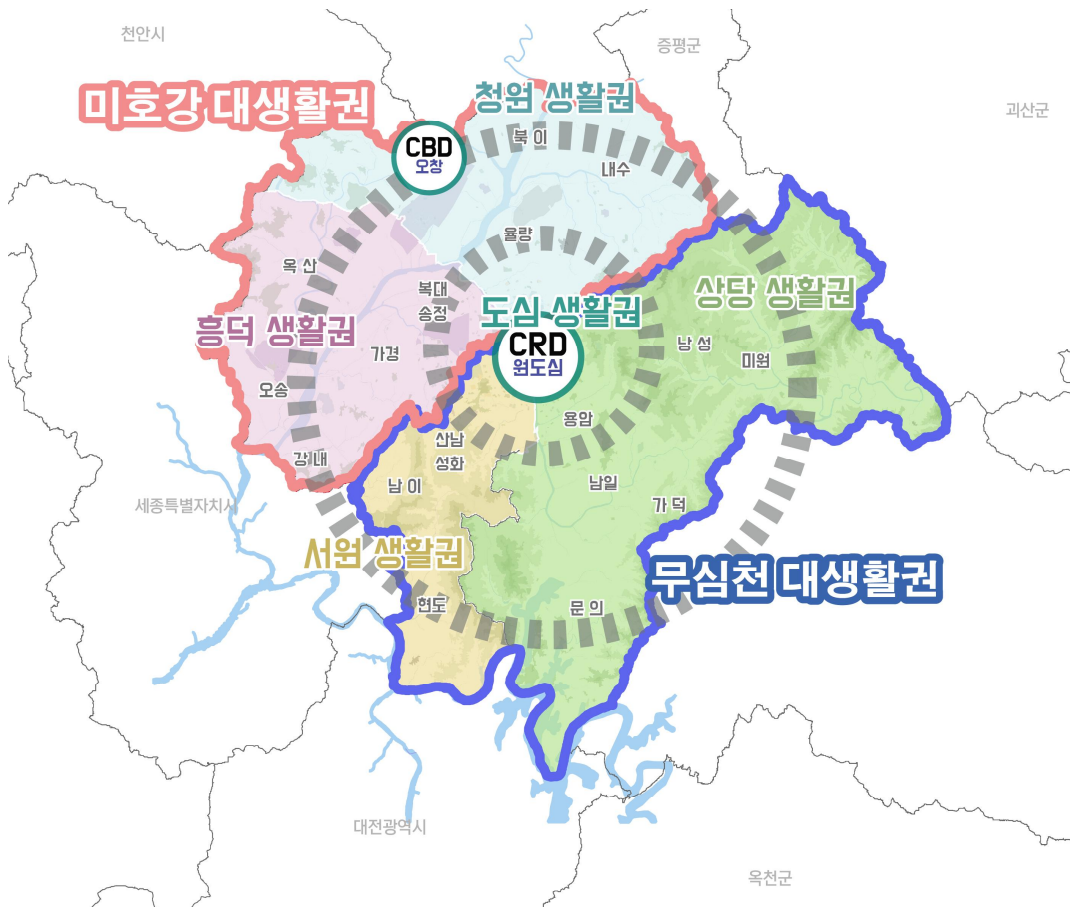 천안시
증평군
괴산군
미호강 대생활권
청원 생활권
CBD
오창
북이
내수
율량
옥산
복대
송정
도심 생활권
상당 생활권
흥덕 생활권
CRD
원도심
낭성
미원
가경
오송
용암
산남
성화
강내
남이
남일
가덕
세종특별자치시
서원 생활권
무심천 대생활권
현도
문의
대전광역시
옥천군